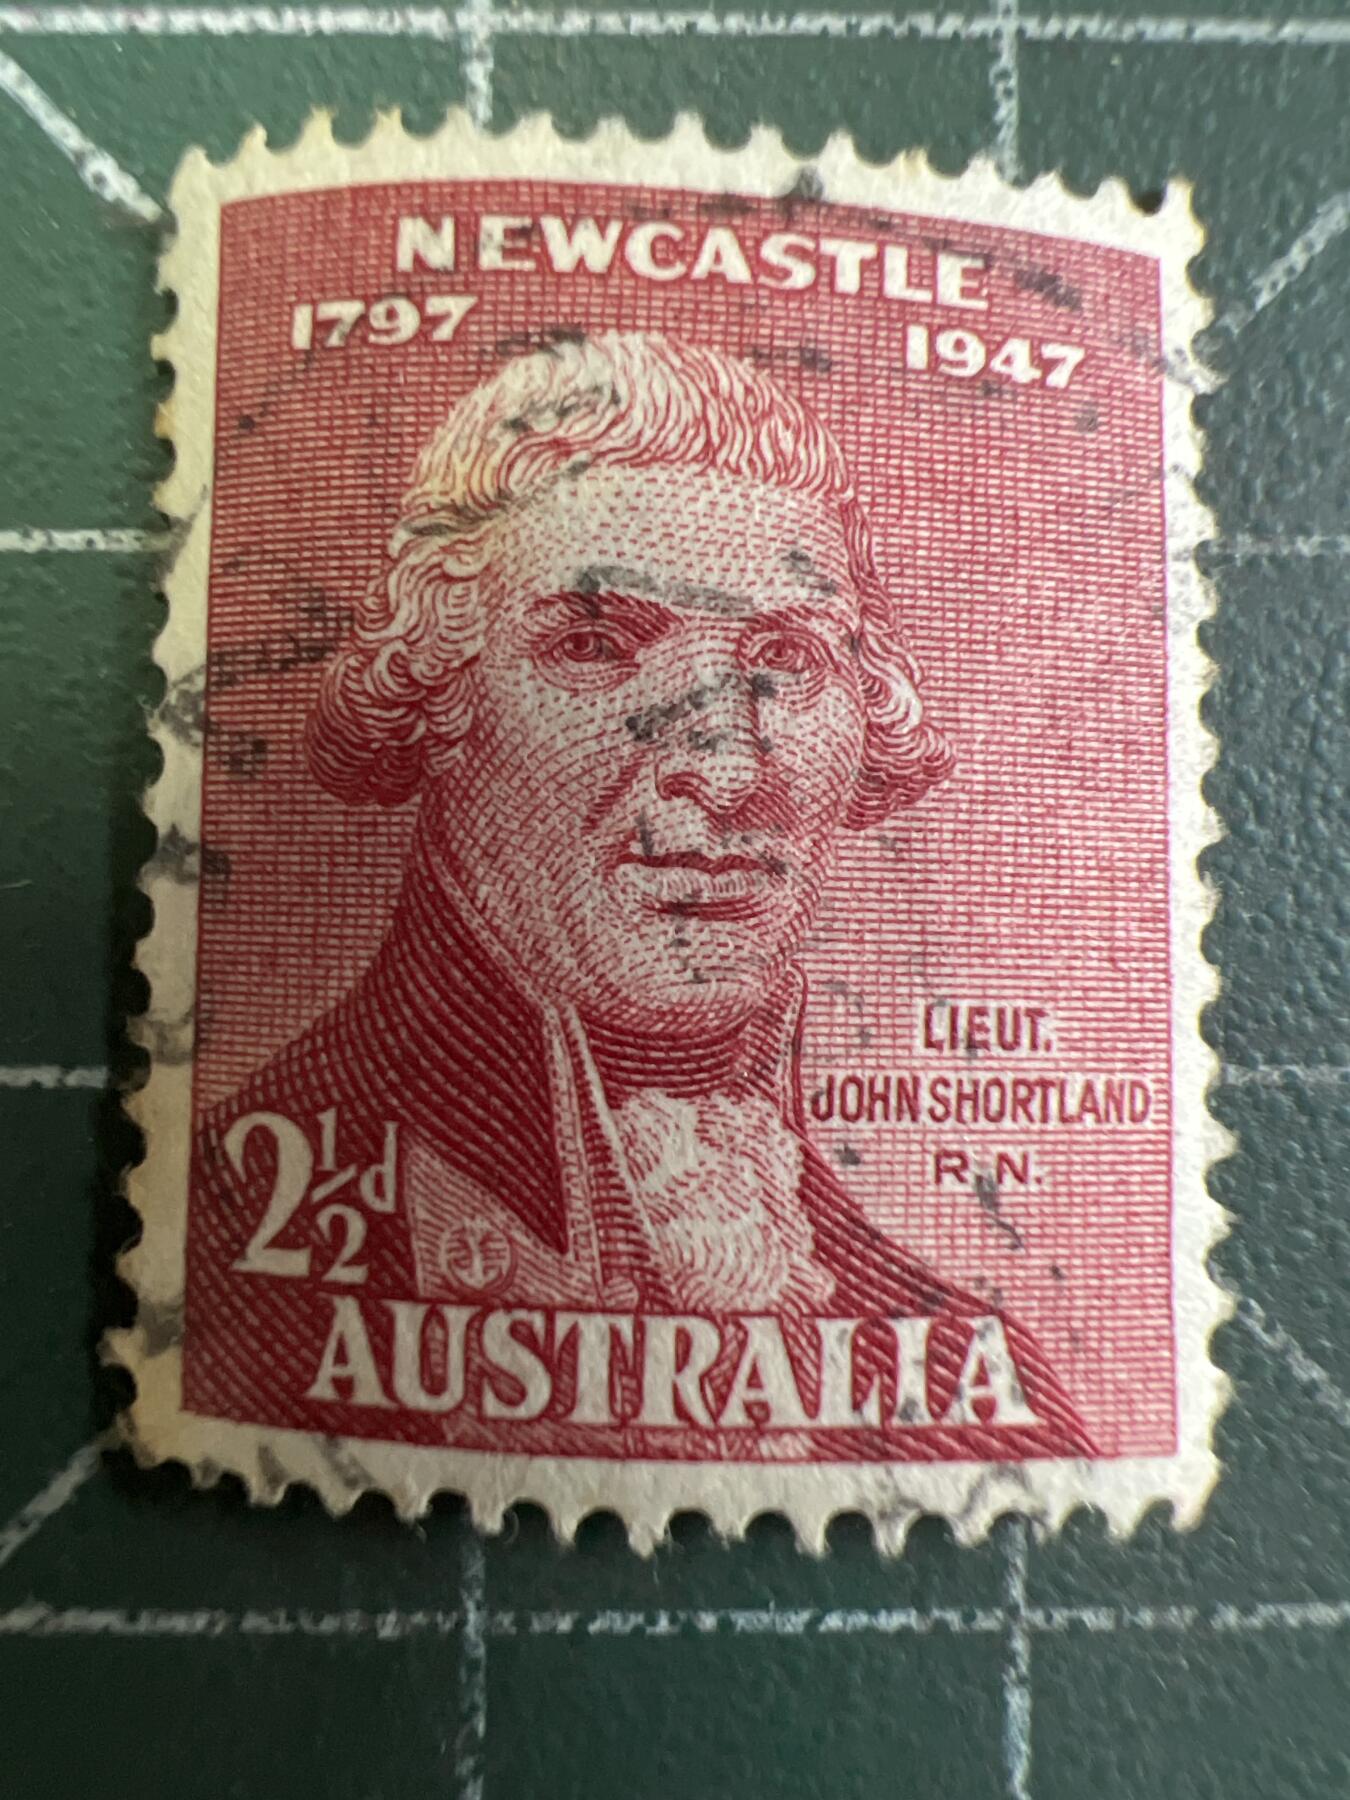 NEWCASTLE
1797 1947
LIEUT.
JOHN SHORTLAND
R.N.
2½d
AUSTRALIA